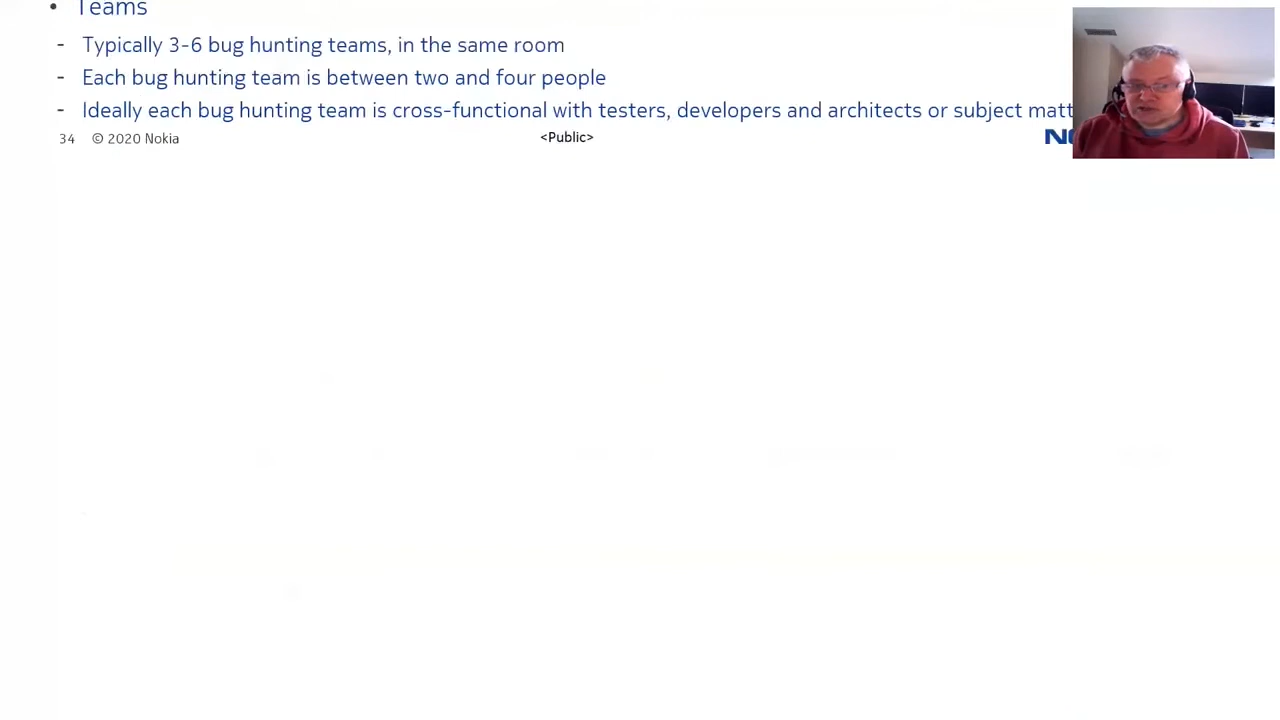 • Teams
- Typically 3-6 bug hunting teams, in the same room
- Each bug hunting team is between two and four people
- Ideally each bug hunting team is cross-functional with testers, developers and architects or subject matt
34 © 2020 Nokia <Public>